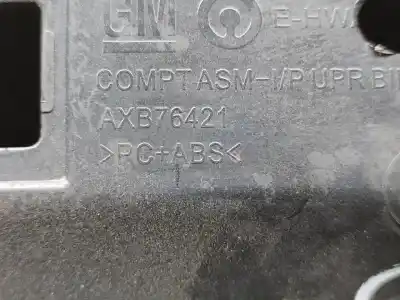 GM E-HW
COMPT ASM-I/P UPR BI
AXB76421
>PC+ABS<